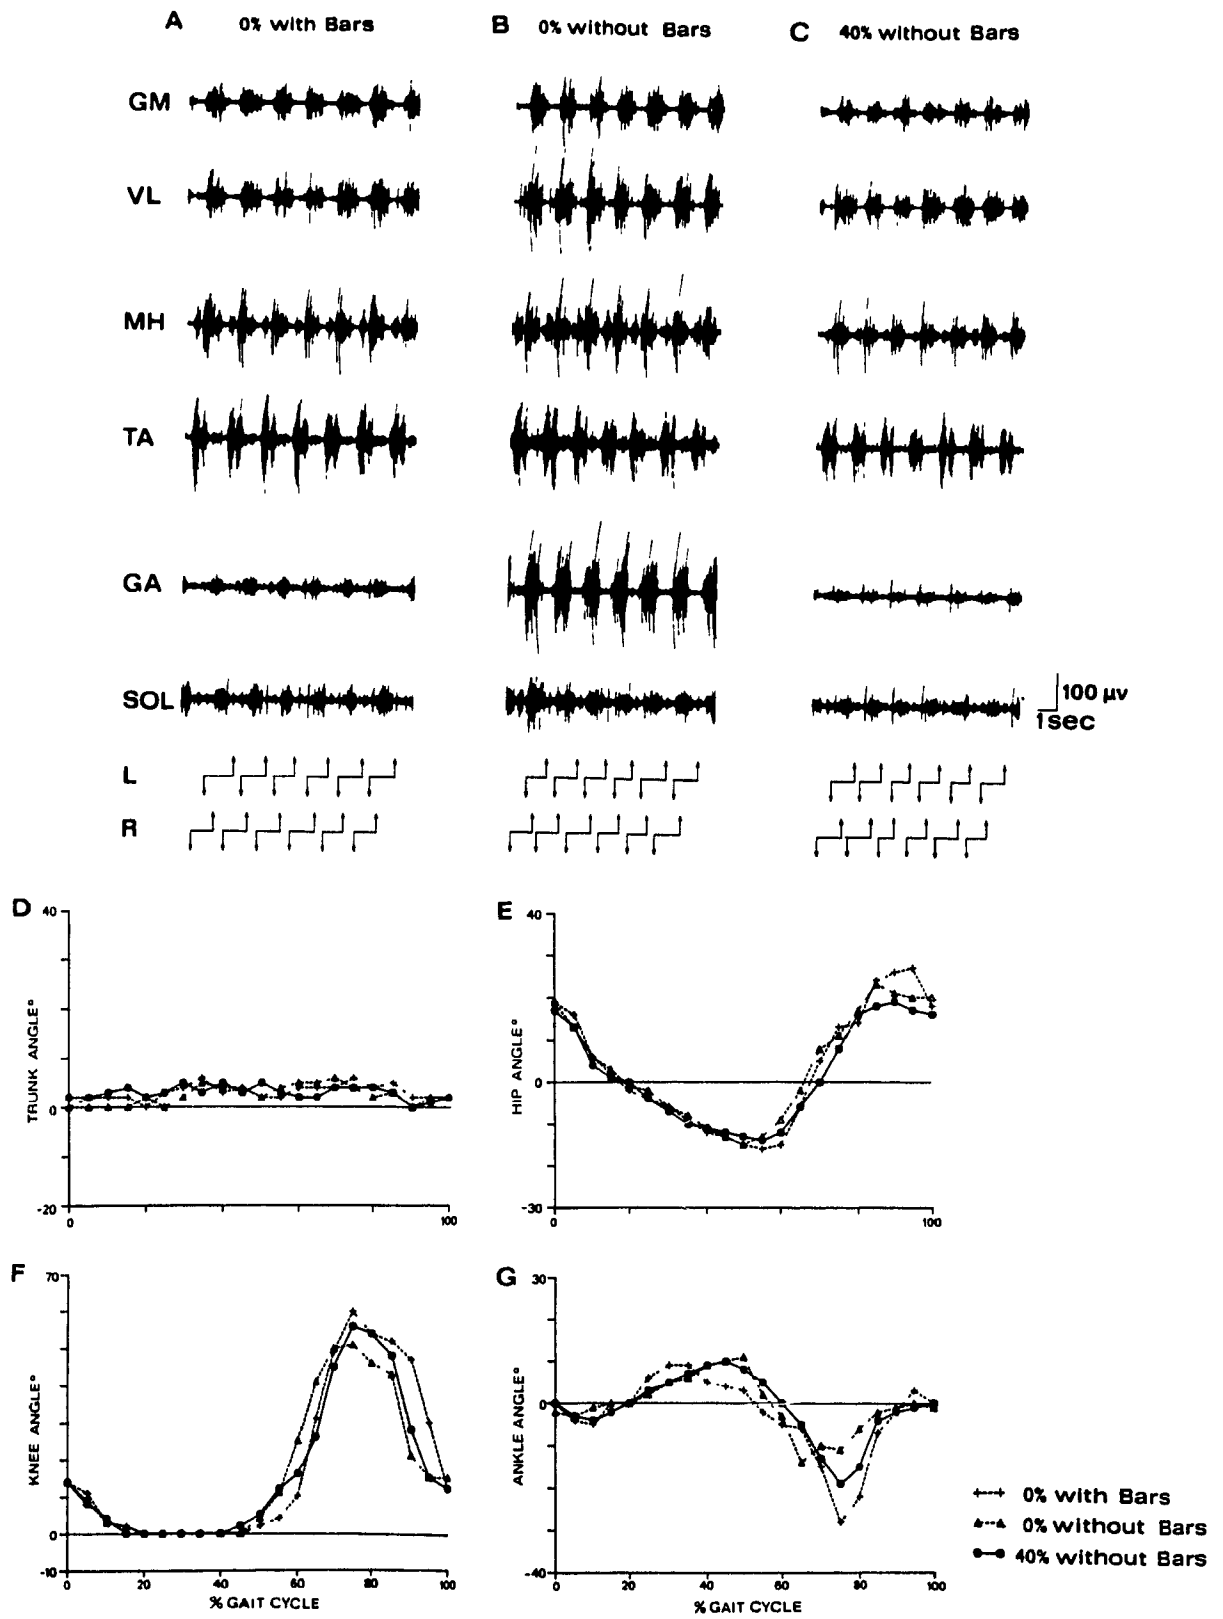 A 0% with Bars
B 0% without Bars
C 40% without Bars
GM
VL
MH
TA
GA
SOL
100 µv
1sec
L
R
D
40
TRUNK ANGLE°
0
-20
0 100
E
40
HIP ANGLE°
0
-30
0 100
F
70
KNEE ANGLE°
0
-10
0 20 40 60 80 100
% GAIT CYCLE
G
30
ANKLE ANGLE°
0
-40
0 20 40 60 80 100
% GAIT CYCLE
0% with Bars
0% without Bars
40% without Bars